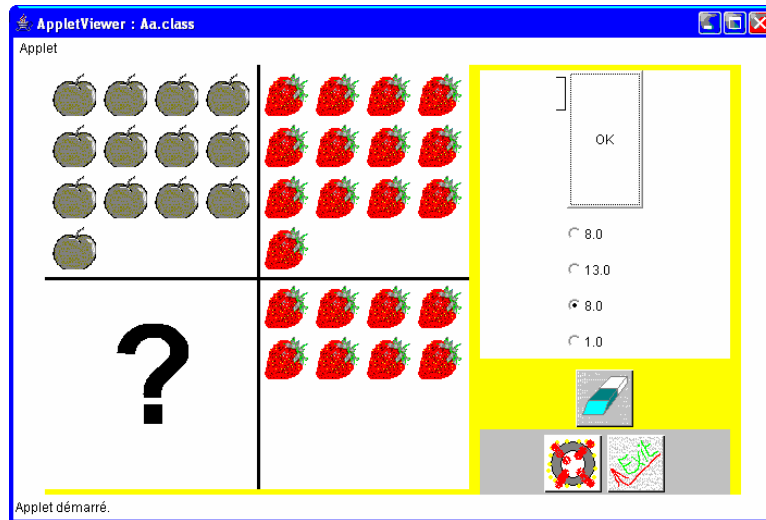 AppletViewer : Aa.class
Applet
OK
8.0
13.0
?
8.0
1.0
Exit
Applet démarré.